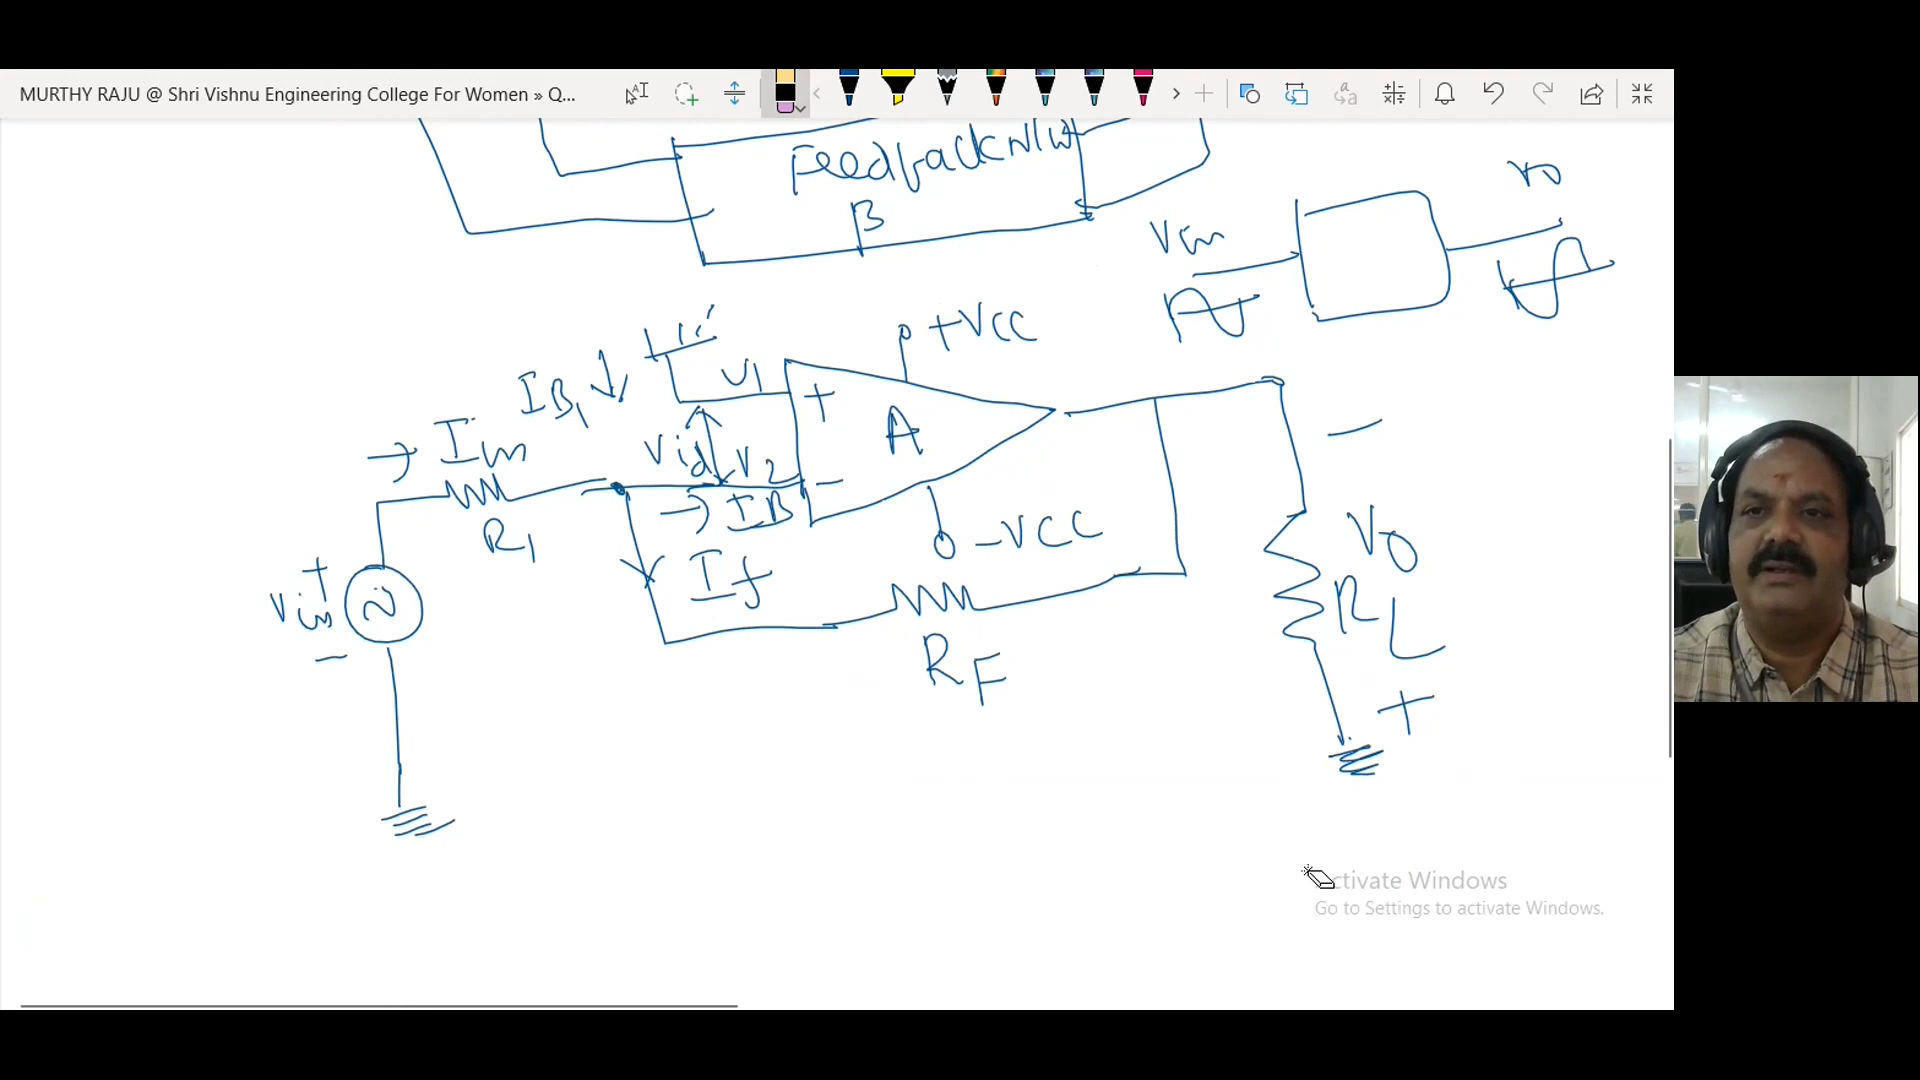 MURTHY RAJU @ Shri Vishnu Engineering College For Women » Q...
Feedback N/W
β
Vin
vo
+VCC
IB1
V1
+
A
Iin
Vid
V2
-
IB
-VCC
R1
If
+
Vin
-
RF
-
VO
RL
+
Activate Windows
Go to Settings to activate Windows.